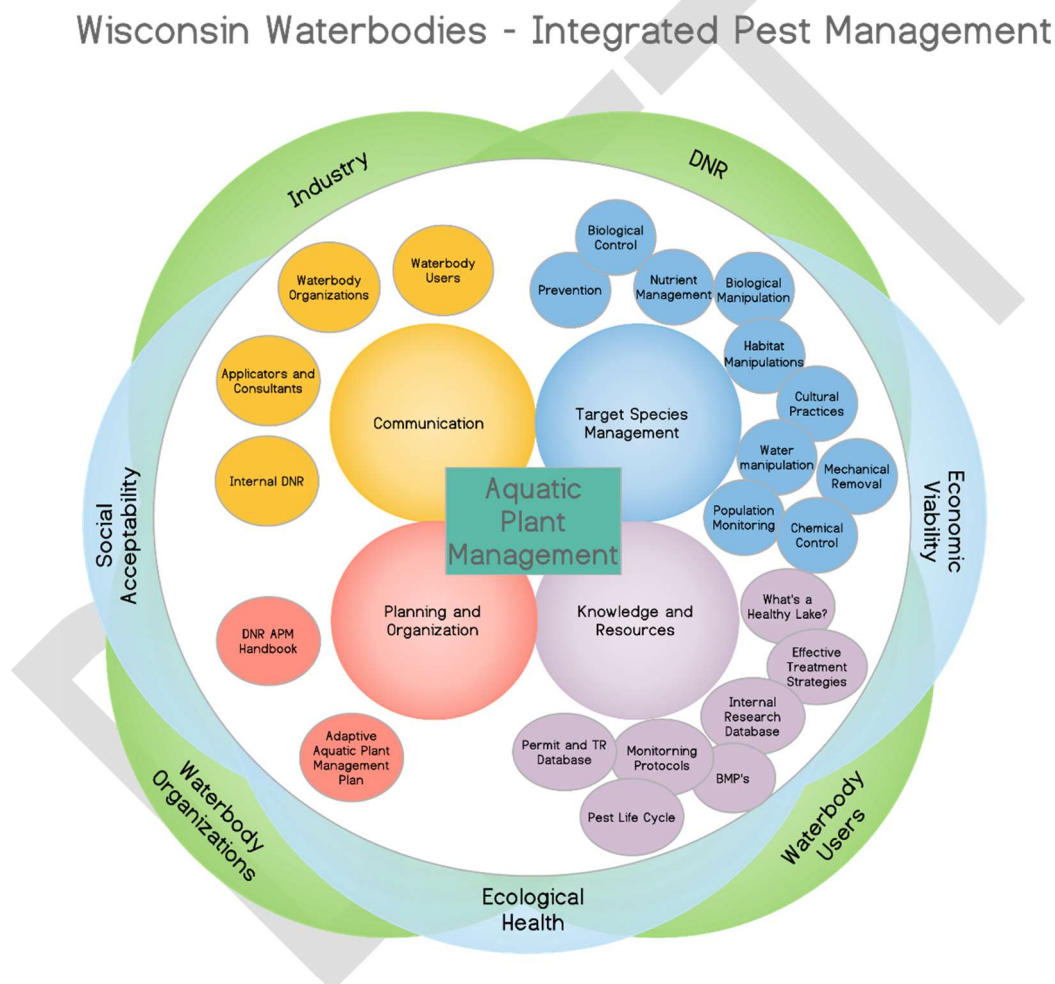 Wisconsin Waterbodies - Integrated Pest Management
Industry
DNR
Biological
Control
Waterbody
Users
Waterbody
Organizations
Prevention
Nutrient
Management
Biological
Manipulation
Habitat
Manipulations
Applicators and
Consultants
Cultural
Practices
Communication
Target Species
Management
Water
manipulation
Mechanical
Removal
Internal DNR
Population
Monitoring
Chemical
Control
Aquatic
Plant
Management
Social
Acceptability
Economic
Viability
Planning and
Organization
Knowledge and
Resources
What's a
Healthy Lake?
DNR APM
Handbook
Effective
Treatment
Strategies
Internal
Research
Database
Adaptive
Aquatic Plant
Management
Plan
Permit and TR
Database
Monitorning
Protocols
BMP's
Pest Life Cycle
Waterbody
Organizations
Waterbody
Users
Ecological
Health